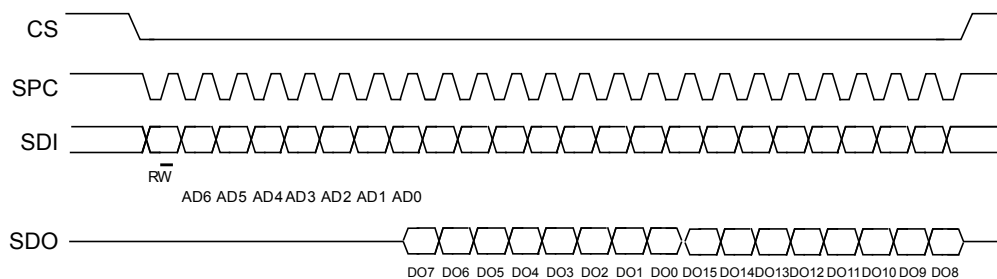 CS
SPC
SDI
RW
AD6 AD5 AD4 AD3 AD2 AD1 AD0
SDO
DO7 DO6 DO5 DO4 DO3 DO2 DO1 DO0 DO15 DO14 DO13 DO12 DO11 DO10 DO9 DO8